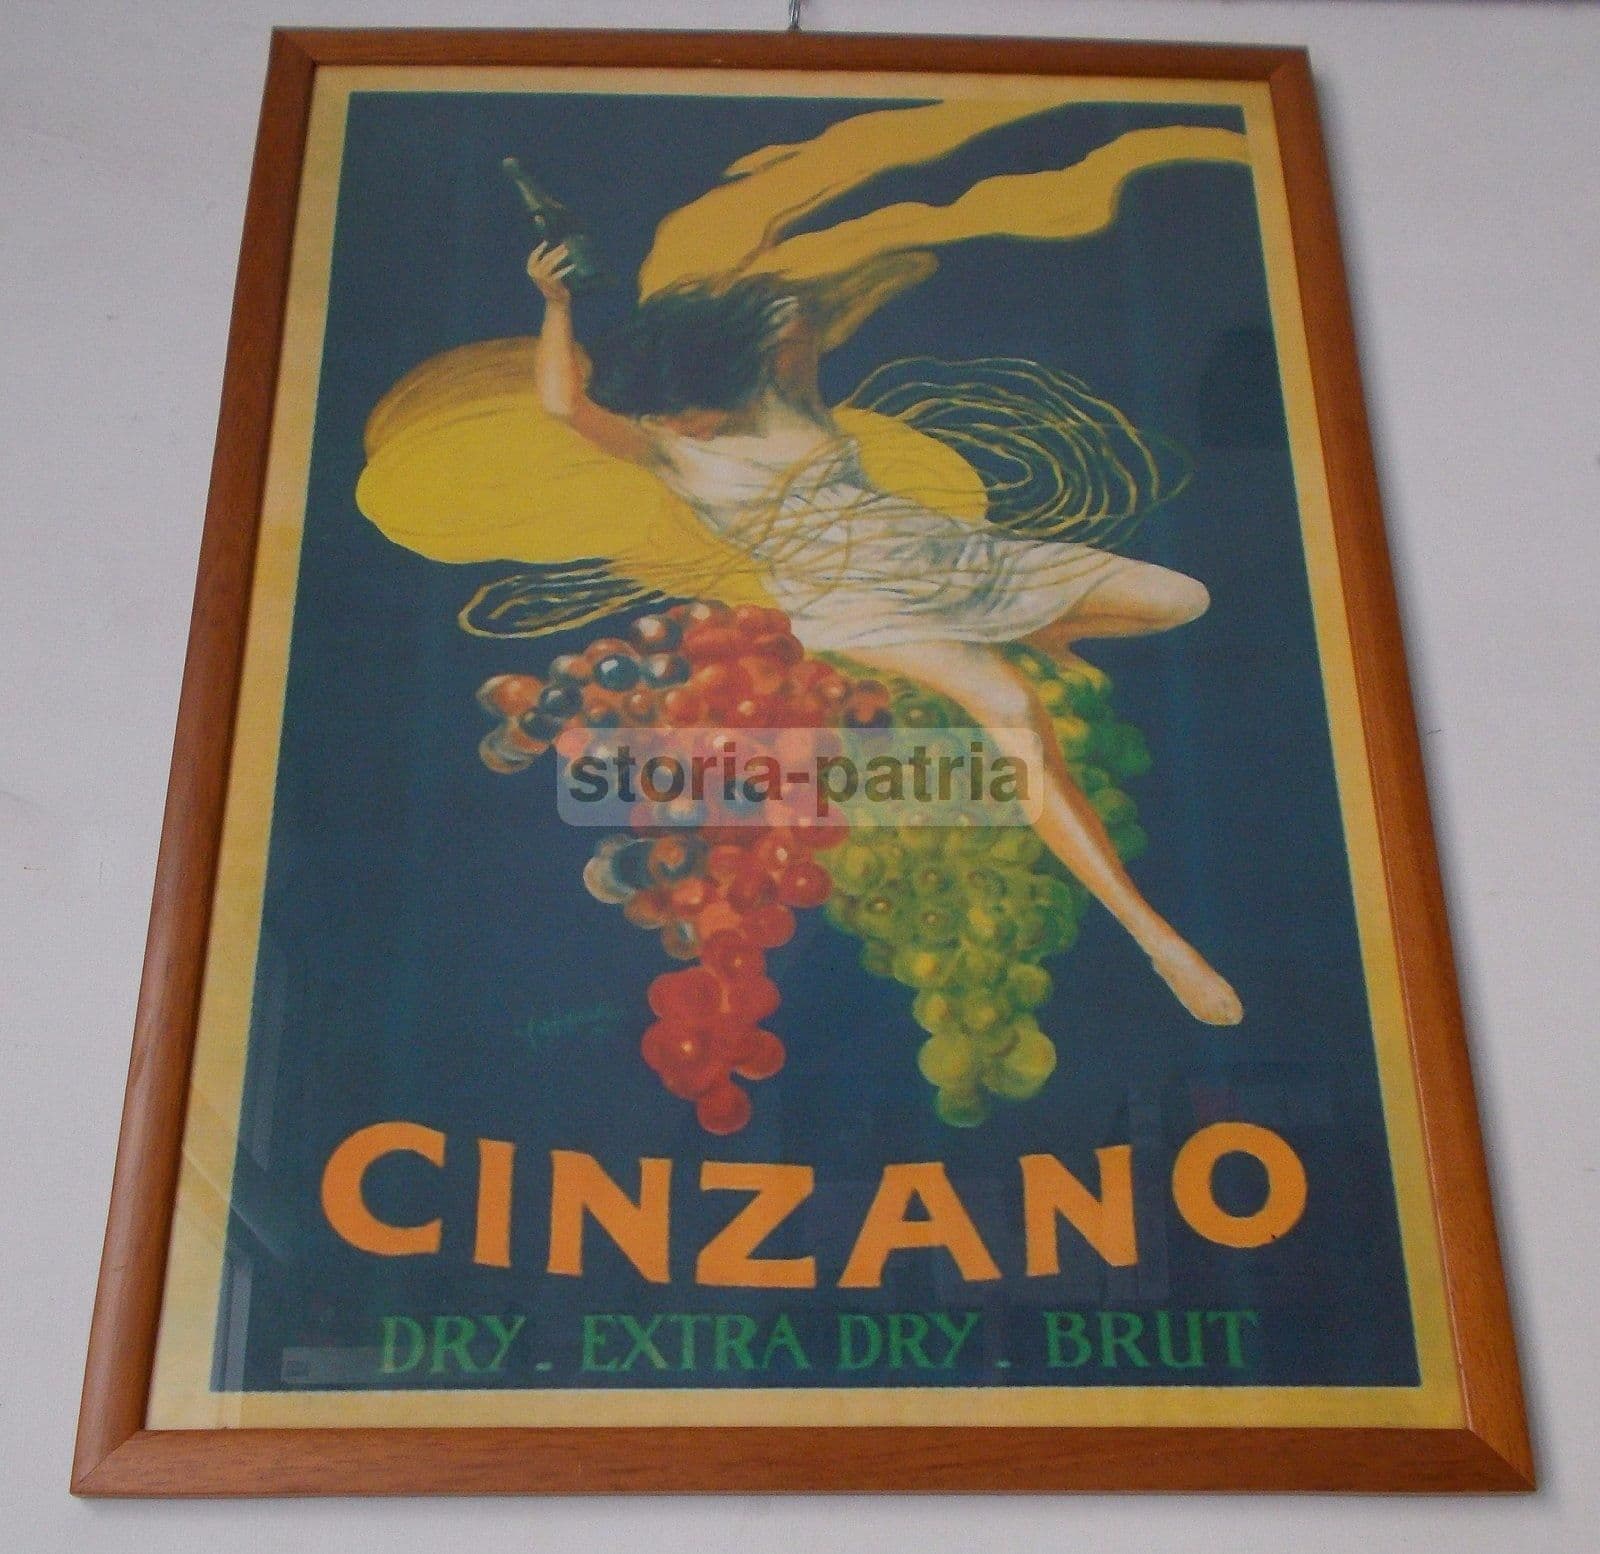 storia-patria
CINZANO
DRY . EXTRA DRY . BRUT